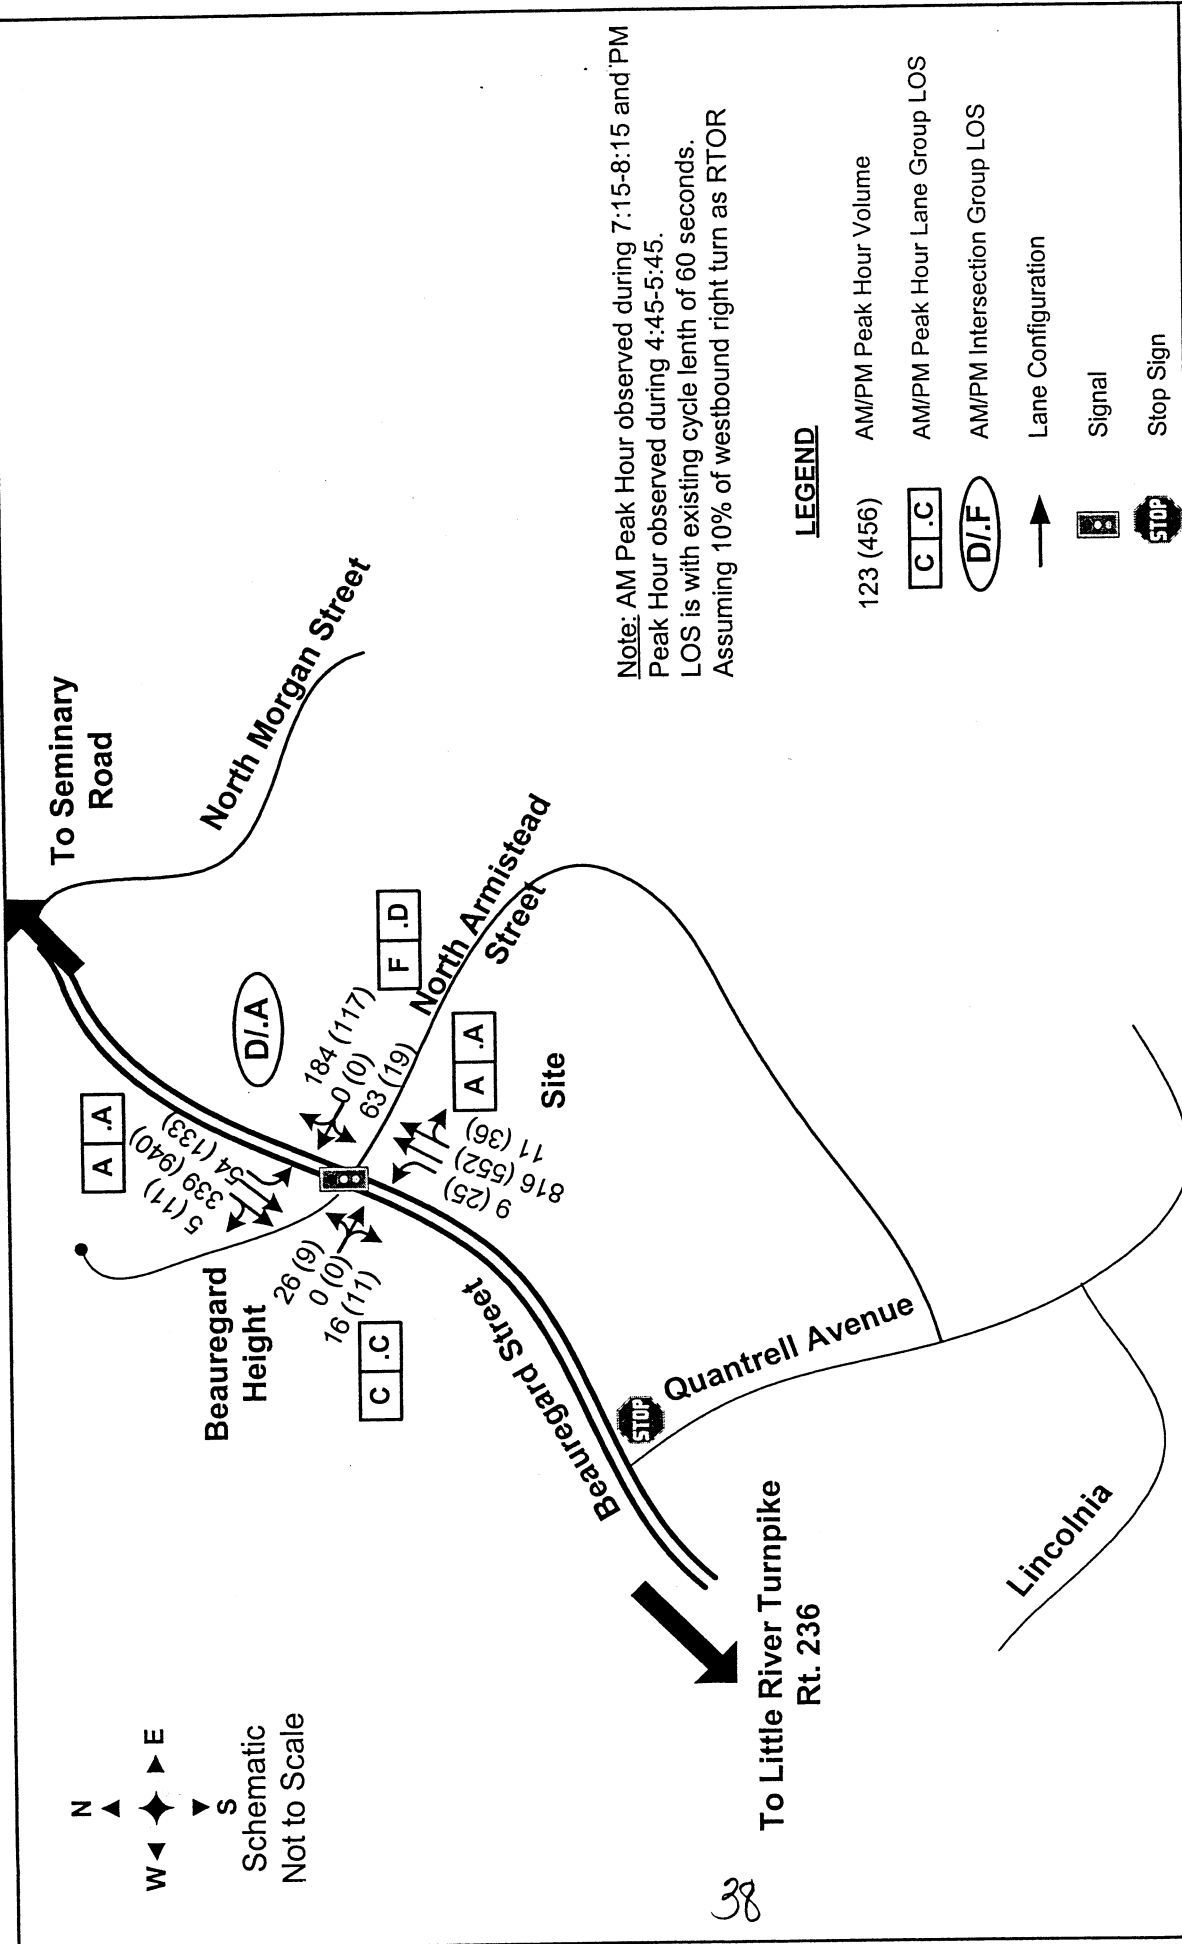 N
W E
S
Schematic
Not to Scale
To Seminary
Road
North Morgan Street
A .A
5 (11)
339 (940)
54 (133)
D/.A
184 (117)
0 (0)
63 (19)
F .D
North Armistead
Street
Beauregard
Height
26 (9)
0 (0)
16 (11)
C .C
9 (25)
816 (552)
11 (36)
A .A
Site
Beauregard Street
STOP
Quantrell Avenue
To Little River Turnpike
Rt. 236
Lincolnia
Note: AM Peak Hour observed during 7:15-8:15 and PM
Peak Hour observed during 4:45-5:45.
LOS is with existing cycle lenth of 60 seconds.
Assuming 10% of westbound right turn as RTOR
LEGEND
123 (456) AM/PM Peak Hour Volume
C .C AM/PM Peak Hour Lane Group LOS
D/.F AM/PM Intersection Group LOS
Lane Configuration
Signal
STOP Stop Sign
38